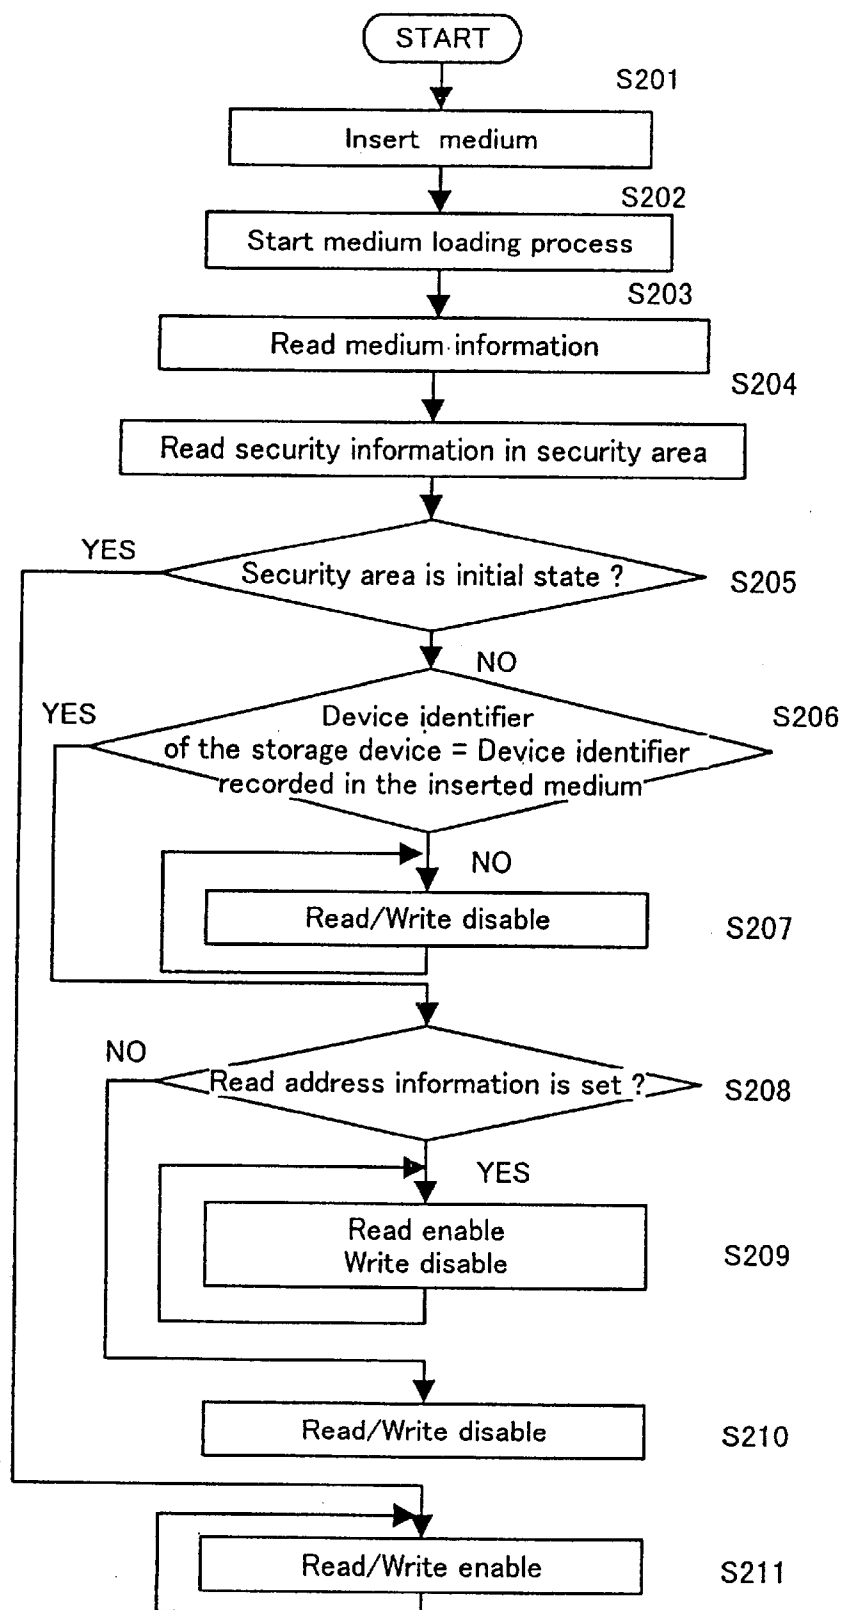 START
S201
Insert medium
S202
Start medium loading process
S203
Read medium information
S204
Read security information in security area
YES
Security area is initial state ?
S205
NO
YES
Device identifier
S206
of the storage device = Device identifier
recorded in the inserted medium
NO
Read/Write disable
S207
NO
Read address information is set ?
S208
YES
Read enable
Write disable
S209
Read/Write disable
S210
Read/Write enable
S211